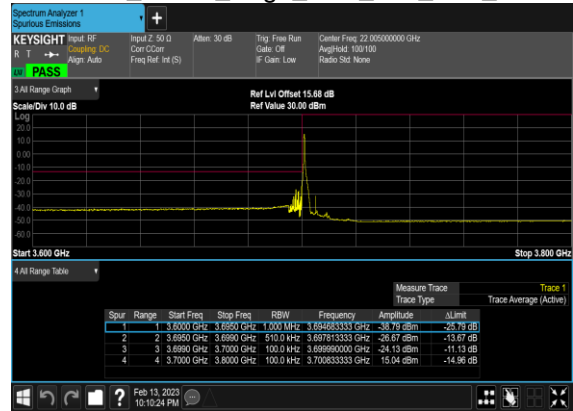 Spectrum Analyzer 1
Spurious Emissions
+
KEYSIGHT Input: RF Input Z: 50 Ω Atten: 30 dB Trig: Free Run Center Freq: 22.005000000 GHz
R T Coupling: DC Corr CCorr Gate: Off Avg|Hold: 100/100
Align: Auto Freq Ref: Int (S) IF Gain: Low Radio Std: None
PASS
3 All Range Graph
Ref Lvl Offset 15.68 dB
Scale/Div 10.0 dB Ref Value 30.00 dBm
Log
20.0
10.0
0.00
-10.0
-20.0
-30.0
-40.0
-50.0
-60.0
Start 3.600 GHz Stop 3.800 GHz
4 All Range Table
Measure Trace Trace 1
Trace Type Trace Average (Active)
Spur Range Start Freq Stop Freq RBW Frequency Amplitude ΔLimit
1 1 3.6000 GHz 3.6950 GHz 1.000 MHz 3.694683333 GHz -38.79 dBm -25.79 dB
2 2 3.6950 GHz 3.6990 GHz 510.0 kHz 3.697813333 GHz -26.67 dBm -13.67 dB
3 3 3.6990 GHz 3.7000 GHz 100.0 kHz 3.699990000 GHz -24.13 dBm -11.13 dB
4 4 3.7000 GHz 3.8000 GHz 100.0 kHz 3.700833333 GHz 15.04 dBm -14.96 dB
? Feb 13, 2023
10:10:24 PM